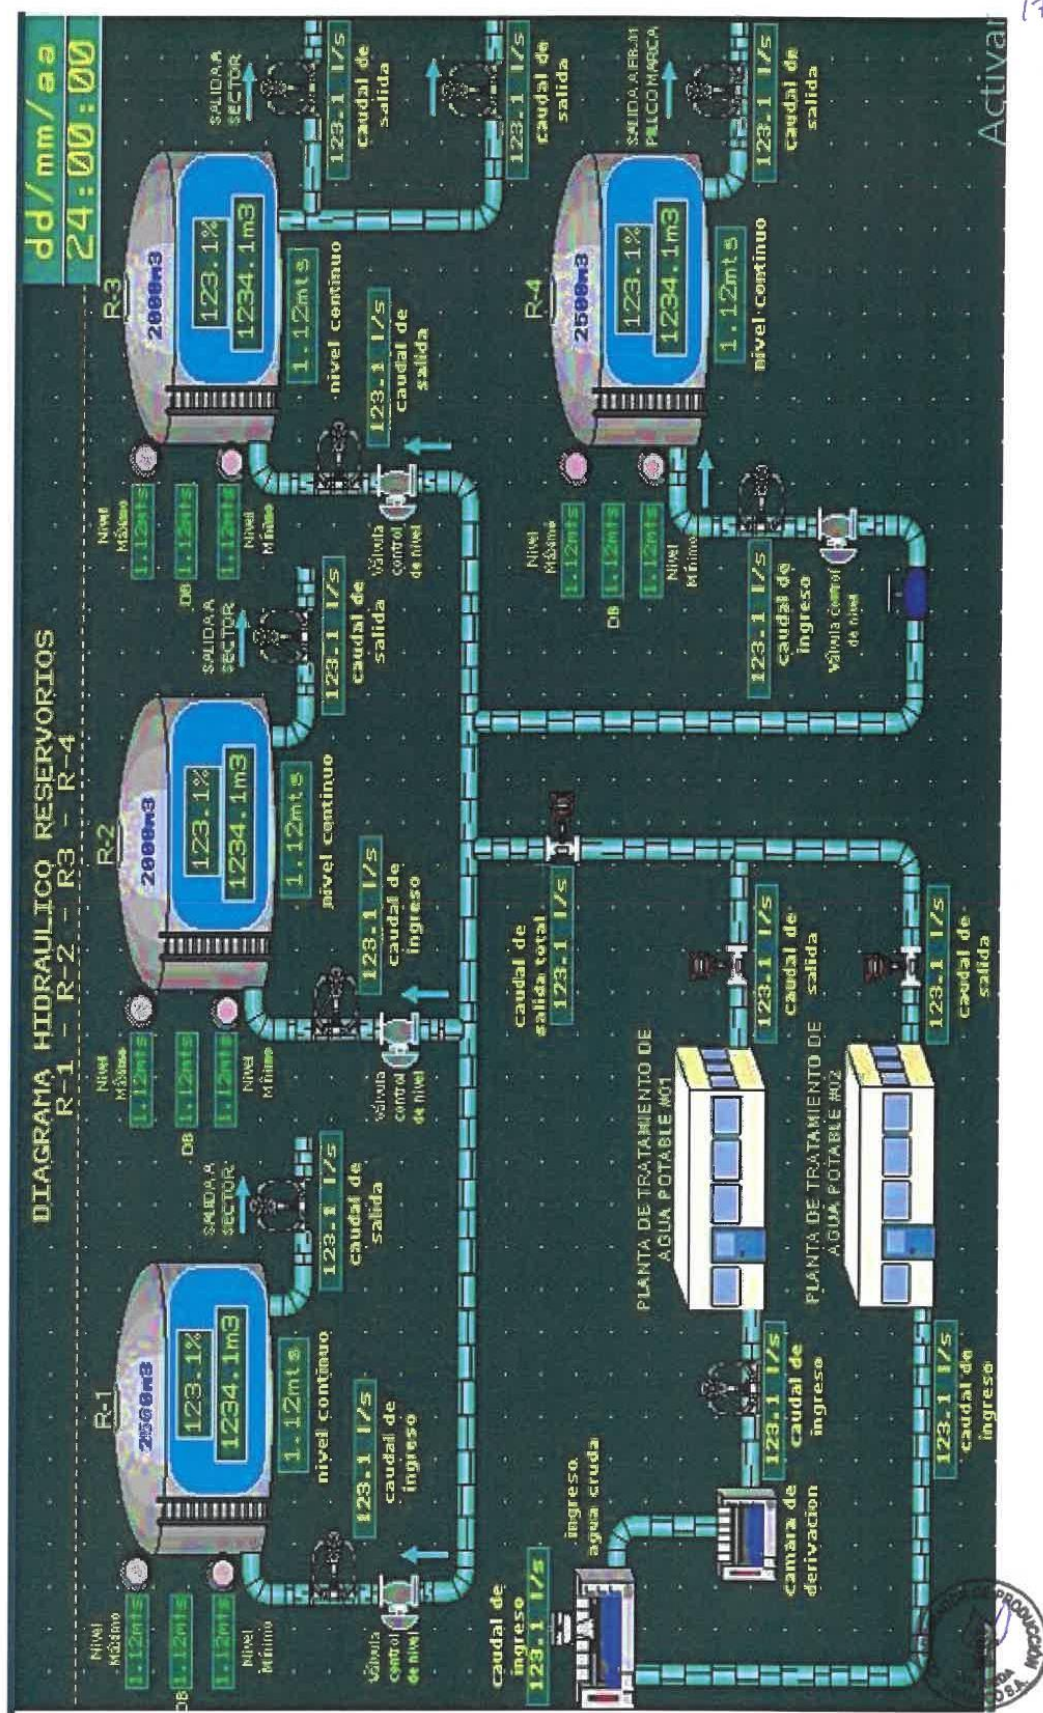 DIAGRAMA HIDRAULICO RESERVORIOS
R-1 - R-2 - R3 - R-4
dd/mm/aa
24:00:00
R-1
2500m3
123.1%
1234.1m3
1.12mts
nivel continuo
Nivel
Máximo
1.12mts
DB
1.12mts
1.12mts
Nivel
Mínimo
Válvula
control
de nivel
123.1 l/s
caudal de
ingreso
SALIDA A
SECTOR
123.1 l/s
caudal de
salida
R-2
2000m3
123.1%
1234.1m3
1.12mts
nivel continuo
Nivel
Máximo
1.12mts
DB
1.12mts
1.12mts
Nivel
Mínimo
Válvula
control
de nivel
123.1 l/s
caudal de
ingreso
SALIDA A
SECTOR
123.1 l/s
caudal de
salida
R-3
2000m3
123.1%
1234.1m3
1.12mts
nivel continuo
Nivel
Máximo
1.12mts
DB
1.12mts
1.12mts
Nivel
Mínimo
Válvula
control
de nivel
123.1 l/s
caudal de
salida
SALIDA A
SECTOR
123.1 l/s
caudal de
salida
123.1 l/s
caudal de
salida
R-4
2500m3
123.1%
1234.1m3
1.12mts
nivel continuo
Nivel
Máximo
1.12mts
DB
1.12mts
1.12mts
Nivel
Mínimo
123.1 l/s
caudal de
ingreso
Válvula Control
de nivel
PILLCOMARCA
123.1 l/s
caudal de
salida
caudal de
salida total
123.1 l/s
caudal de
ingreso
123.1 l/s
ingreso
agua cruda
camara de
derivacion
123.1 l/s
caudal de
ingreso
PLANTA DE TRATAMIENTO DE
AGUA POTABLE #01
123.1 l/s
caudal de
salida
PLANTA DE TRATAMIENTO DE
AGUA POTABLE #02
123.1 l/s
caudal de
ingreso
123.1 l/s
caudal de
salida
Activar
PRODUCCIÓN
S.A.